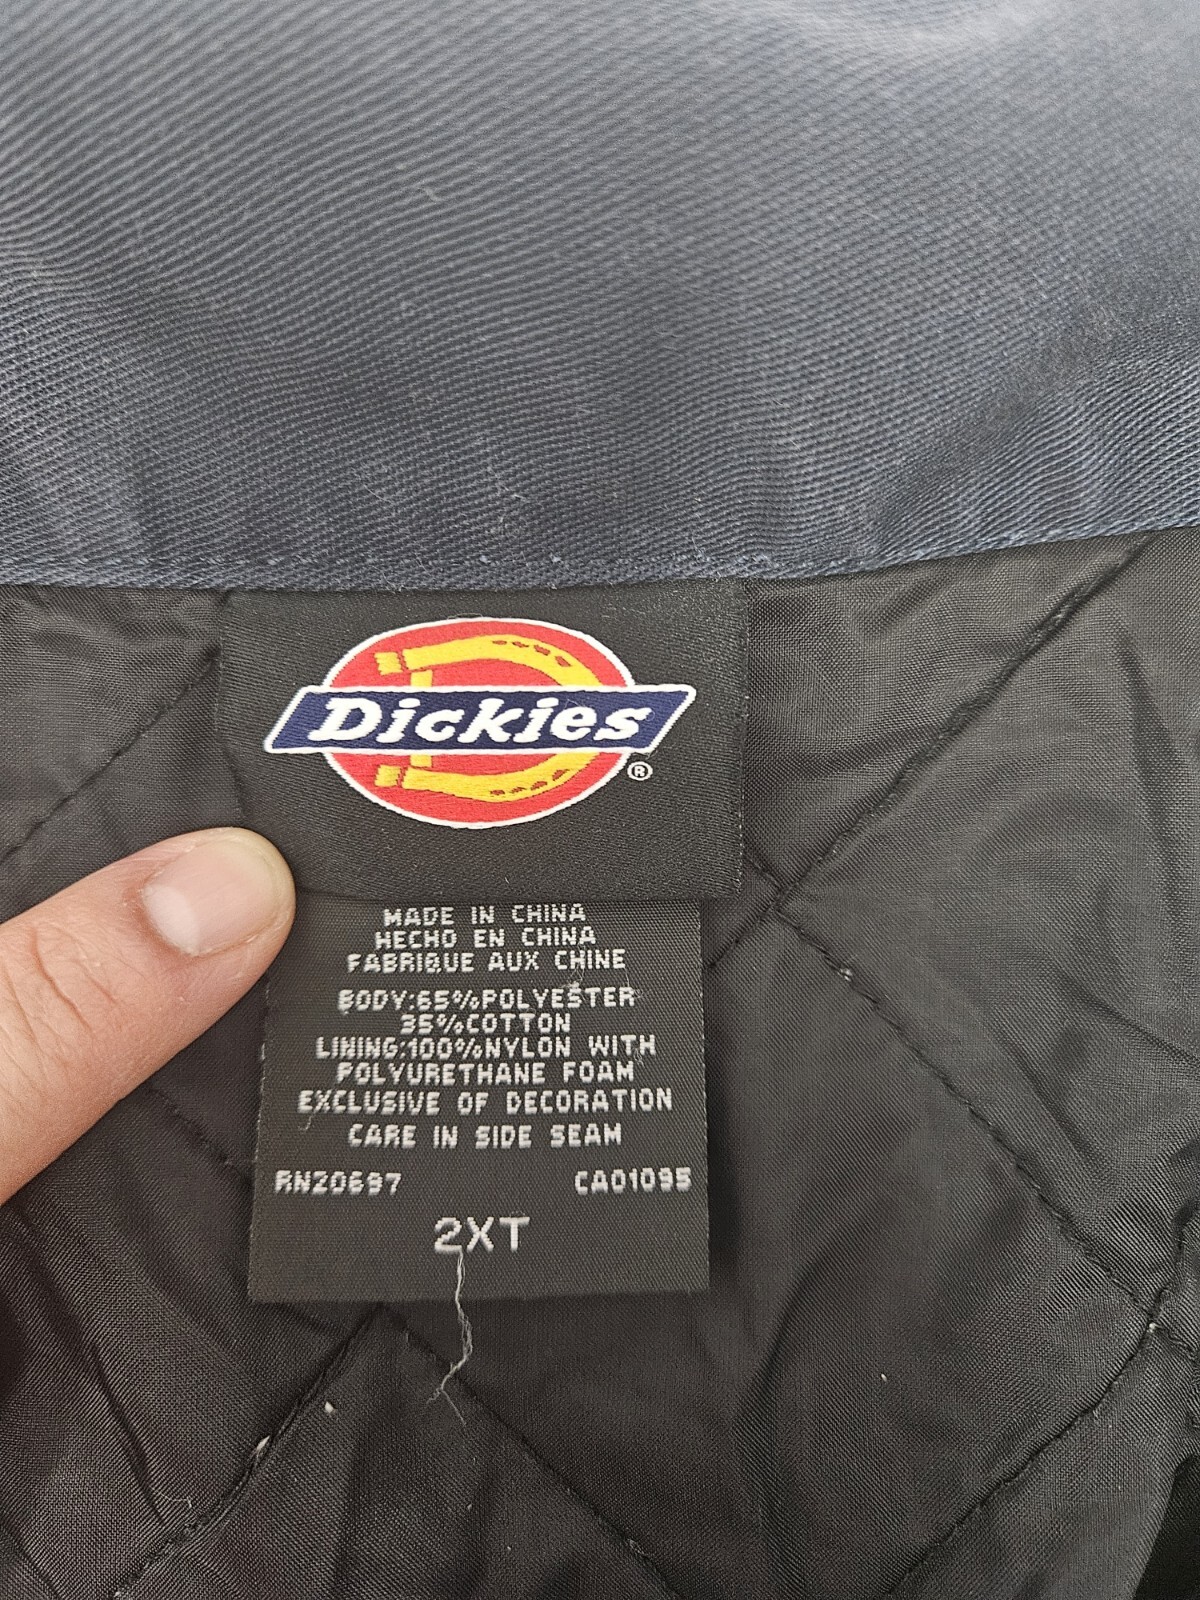 Dickies
®
MADE IN CHINA
HECHO EN CHINA
FABRIQUE AUX CHINE
BODY:65%POLYESTER
35%COTTON
LINING:100%NYLON WITH
POLYURETHANE FOAM
EXCLUSIVE OF DECORATION
CARE IN SIDE SEAM
RN20697 CA01095
2XT